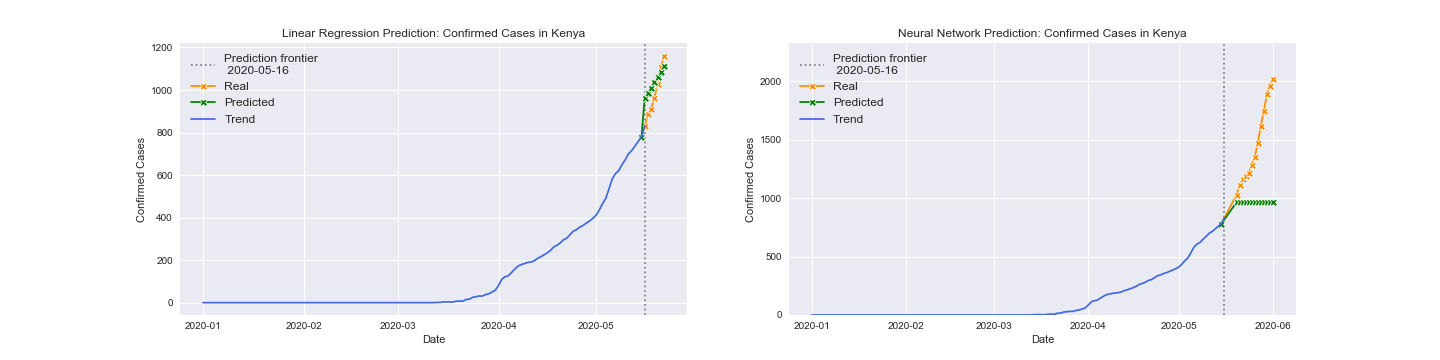 Linear Regression Prediction: Confirmed Cases in Kenya
1200
1000
800
600
400
200
0
Confirmed Cases
Prediction frontier
2020-05-16
Real
Predicted
Trend
2020-01
2020-02
2020-03
2020-04
2020-05
Date
Neural Network Prediction: Confirmed Cases in Kenya
2000
1500
1000
500
0
Confirmed Cases
Prediction frontier
2020-05-16
Real
Predicted
Trend
2020-01
2020-02
2020-03
2020-04
2020-05
2020-06
Date